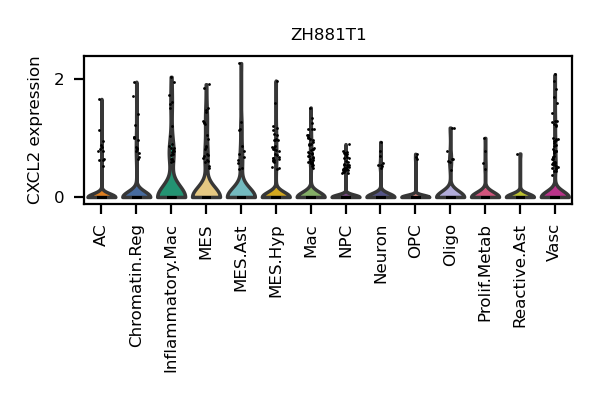 ZH881T1
CXCL2 expression
2
0
AC
Chromatin.Reg
Inflammatory.Mac
MES
MES.Ast
MES.Hyp
Mac
NPC
Neuron
OPC
Oligo
Prolif.Metab
Reactive.Ast
Vasc